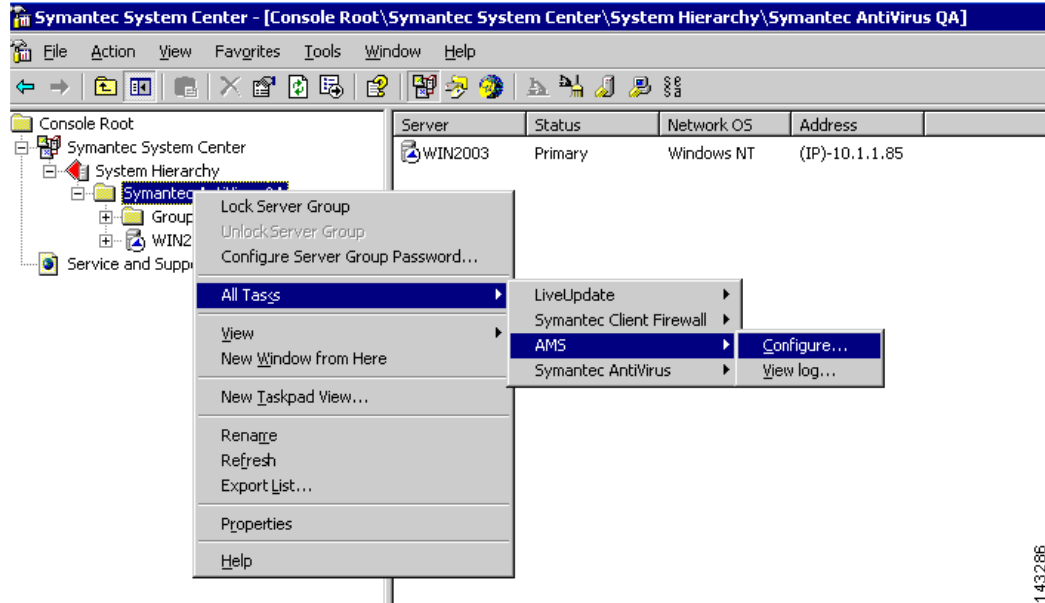 Symantec System Center - [Console Root\Symantec System Center\System Hierarchy\Symantec AntiVirus QA]
File Action View Favorites Tools Window Help
Console Root
Symantec System Center
System Hierarchy
Symantec
Group
WIN2
Service and Supp
Server Status Network OS Address
WIN2003 Primary Windows NT (IP)-10.1.1.85
Lock Server Group
Unlock Server Group
Configure Server Group Password...
All Tasks
View
New Window from Here
New Taskpad View...
Rename
Refresh
Export List...
Properties
Help
LiveUpdate
Symantec Client Firewall
AMS
Symantec AntiVirus
Configure...
View log...
143286